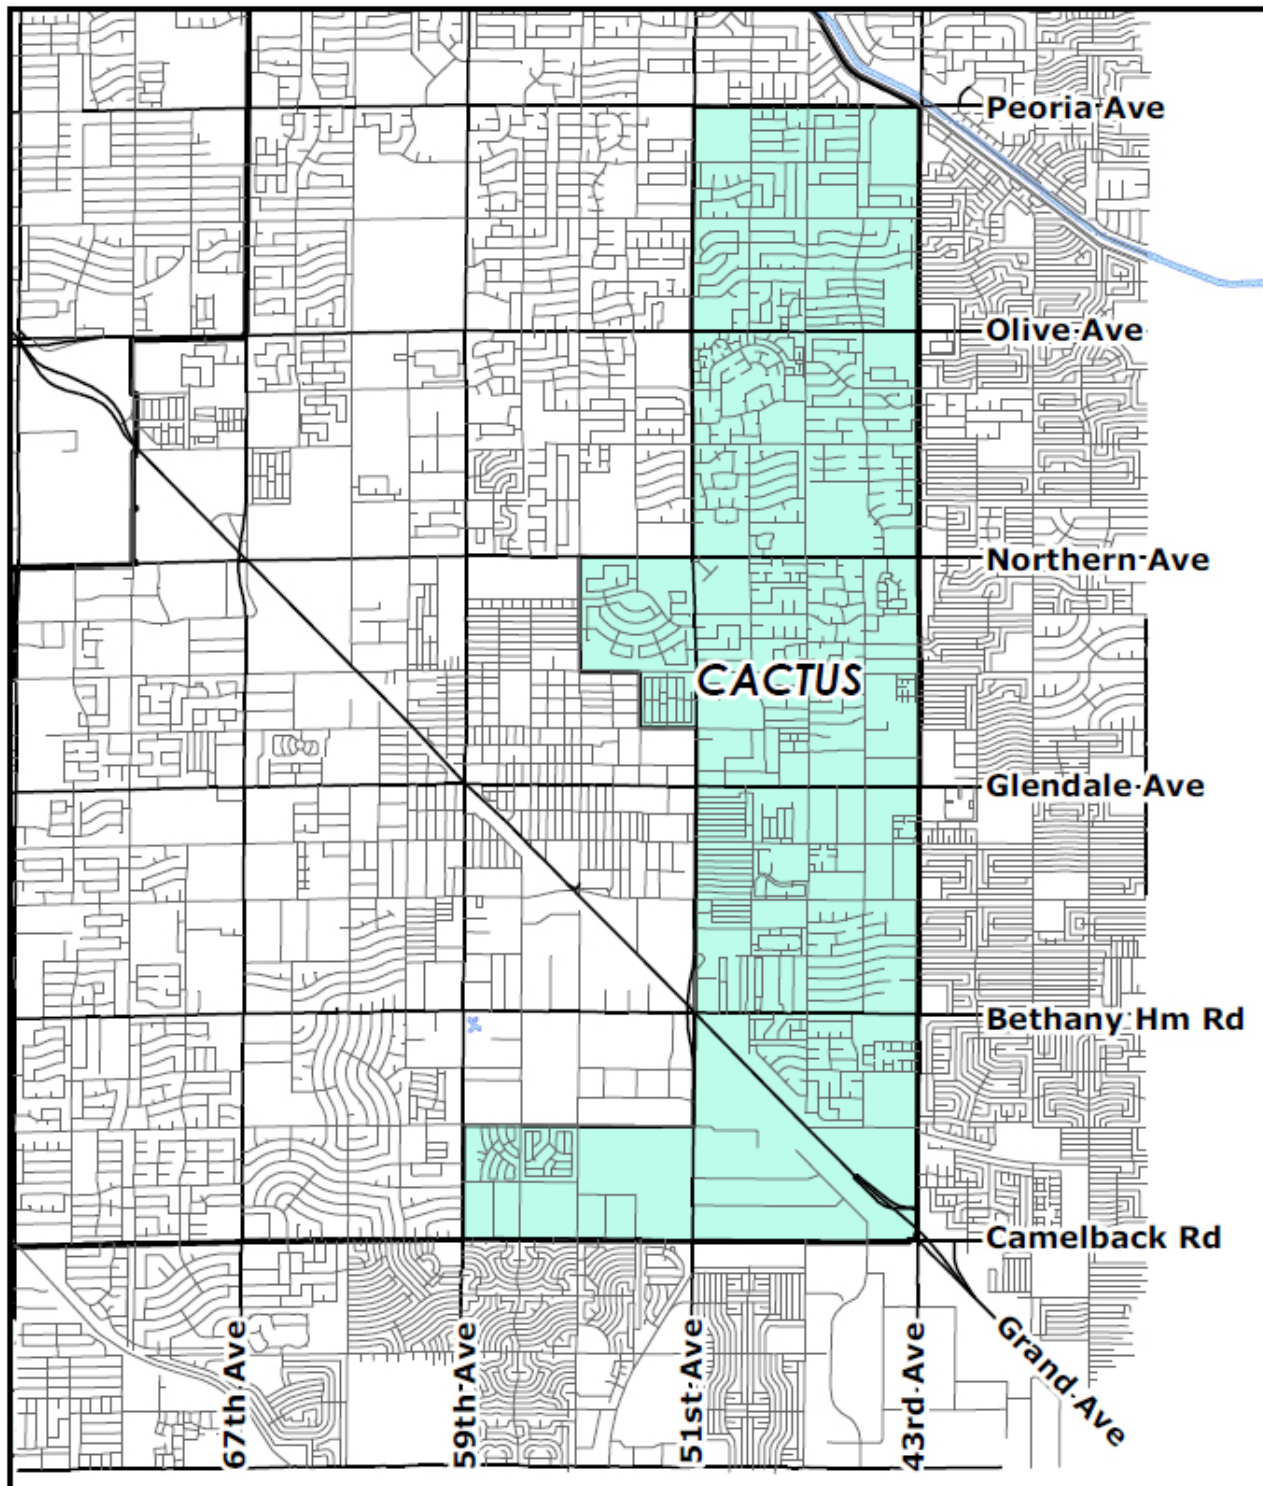 Peoria Ave
Olive Ave
Northern Ave
CACTUS
Glendale Ave
Bethany Hm Rd
Camelback Rd
67th Ave
59th Ave
51st Ave
43rd Ave
Grand Ave